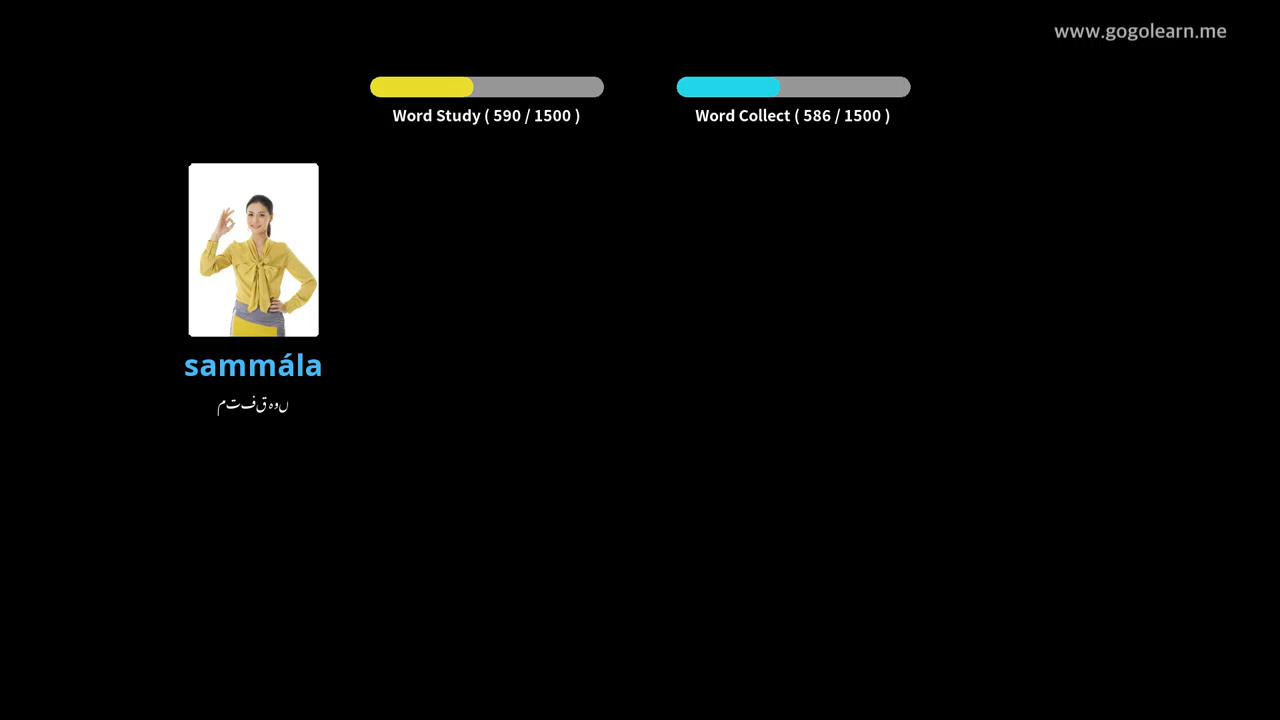 www.gogolearn.me
Word Study ( 590 / 1500 )
Word Collect ( 586 / 1500 )
sammála
متفق ہوں